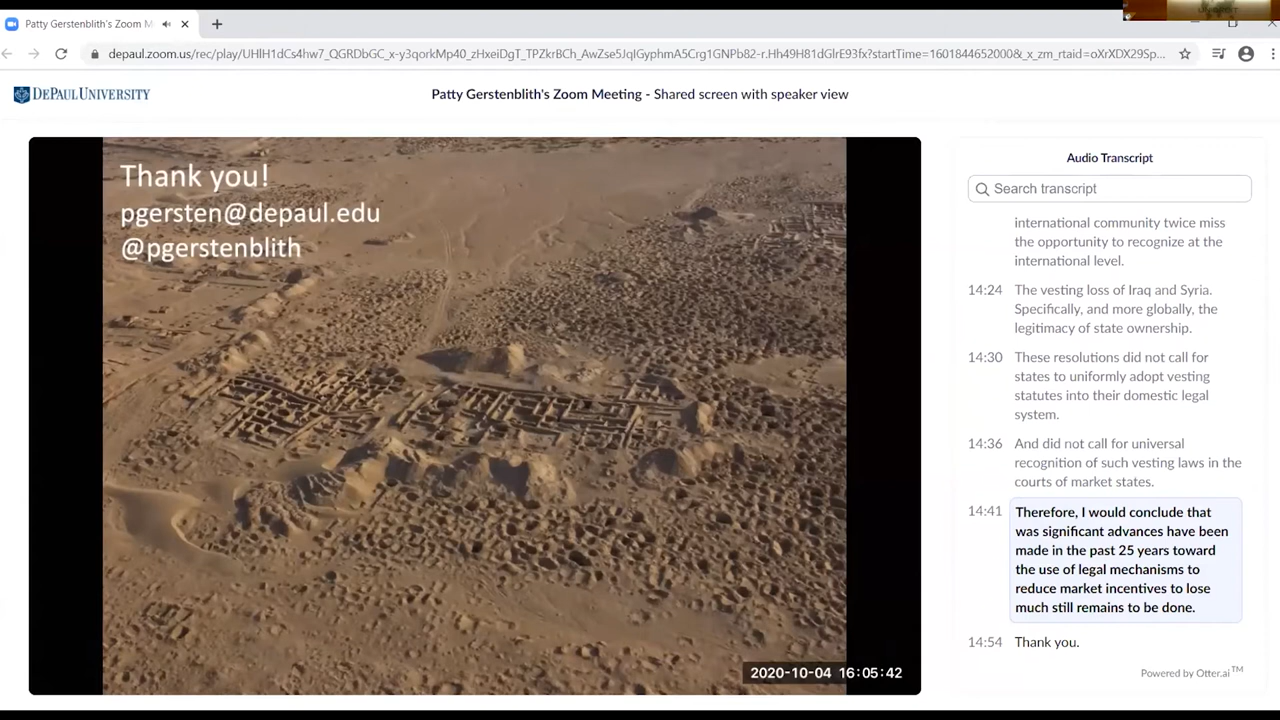 Patty Gerstenblith's Zoom M
depaul.zoom.us/rec/play/UHlH1dCs4hw7_QGRDbGC_x-y3qorkMp40_zHxeiDgT_TPZkrBCh_AwZse5JqIGyphmA5Crg1GNPb82-r.Hh49H81dGlrE93fx?startTime=1601844652000&_x_zm_rtaid=oXrXDX29Sp...
DEPAUL UNIVERSITY
Patty Gerstenblith's Zoom Meeting - Shared screen with speaker view
Thank you!
pgersten@depaul.edu
@pgerstenblith
2020-10-04 16:05:42
Audio Transcript
Search transcript
international community twice miss
the opportunity to recognize at the
international level.
14:24 The vesting loss of Iraq and Syria.
Specifically, and more globally, the
legitimacy of state ownership.
14:30 These resolutions did not call for
states to uniformly adopt vesting
statutes into their domestic legal
system.
14:36 And did not call for universal
recognition of such vesting laws in the
courts of market states.
14:41 Therefore, I would conclude that
was significant advances have been
made in the past 25 years toward
the use of legal mechanisms to
reduce market incentives to lose
much still remains to be done.
14:54 Thank you.
Powered by Otter.ai™